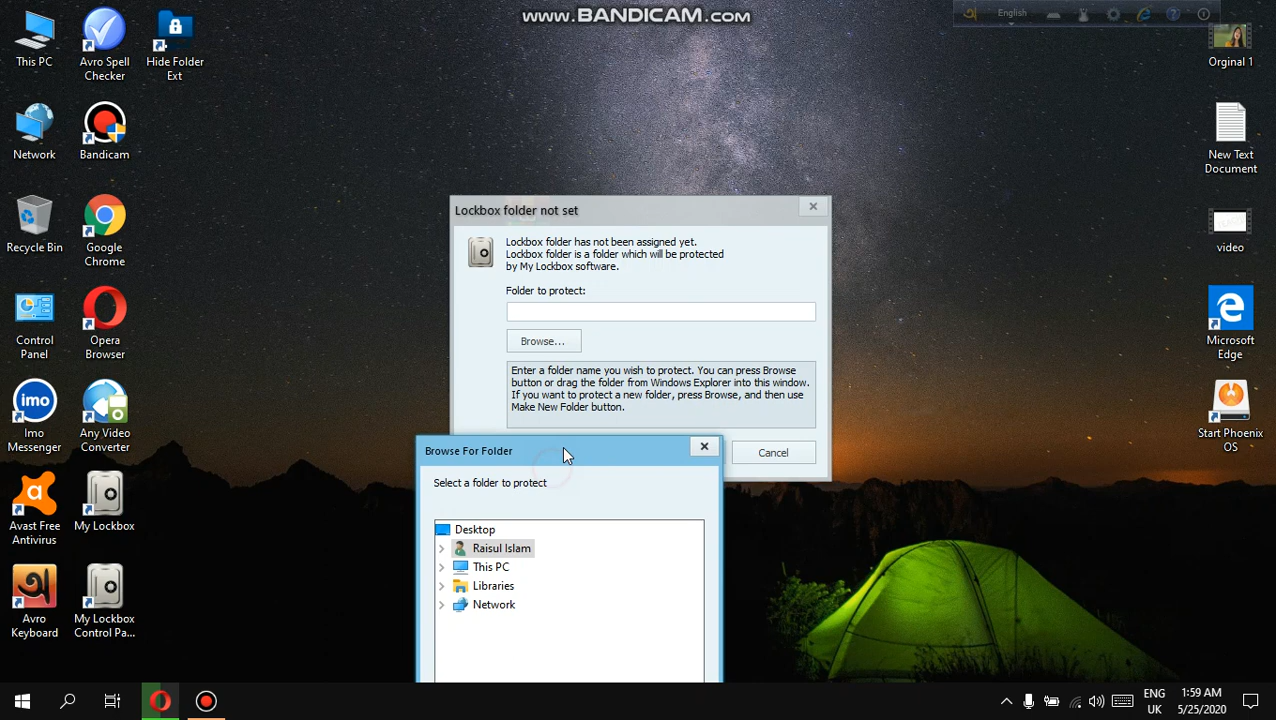 www.BANDICAM.com
English
This PC
Avro Spell
Checker
Hide Folder
Ext
Network
Bandicam
Recycle Bin
Google
Chrome
Control
Panel
Opera
Browser
Imo
Messenger
Any Video
Converter
Avast Free
Antivirus
My Lockbox
Avro
Keyboard
My Lockbox
Control Pa...
Lockbox folder not set
Lockbox folder has not been assigned yet.
Lockbox folder is a folder which will be protected
by My Lockbox software.
Folder to protect:
Browse...
Enter a folder name you wish to protect. You can press Browse
button or drag the folder from Windows Explorer into this window.
If you want to protect a new folder, press Browse, and then use
Make New Folder button.
Cancel
Browse For Folder
Select a folder to protect
Desktop
Raisul Islam
This PC
Libraries
Network
Orginal 1
New Text
Document
video
Microsoft
Edge
Start Phoenix
OS
ENG
UK
1:59 AM
5/25/2020